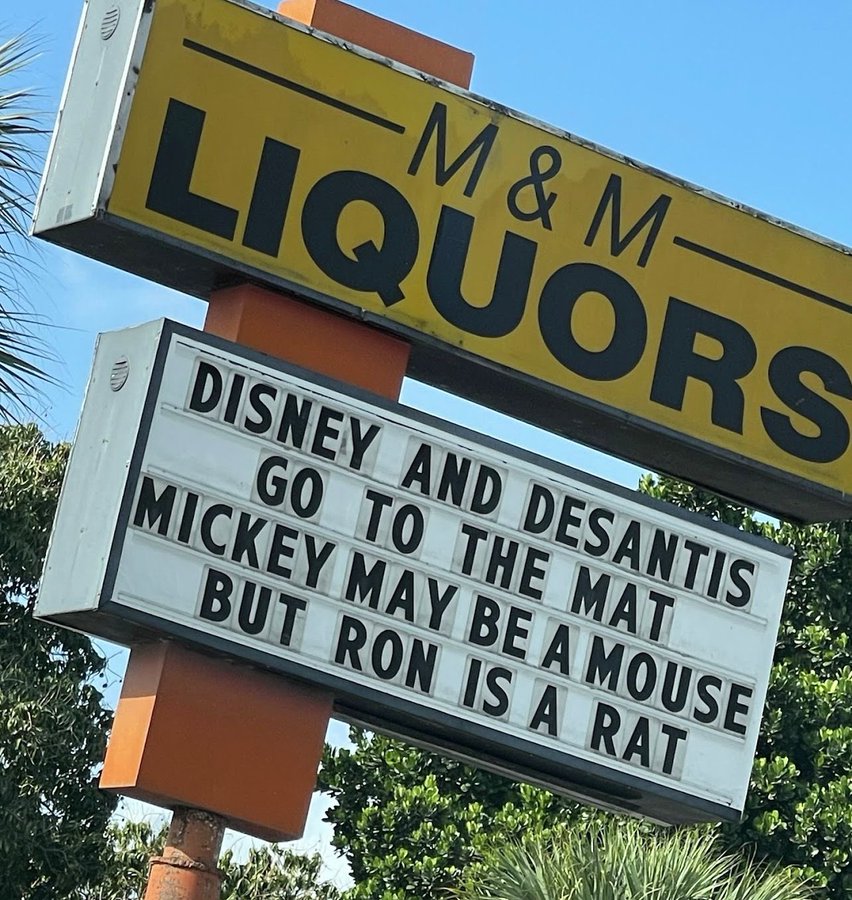 M & M
LIQUORS
DISNEY AND DESANTIS
GO TO THE MAT
MICKEY MAY BE A MOUSE
BUT RON IS A RAT